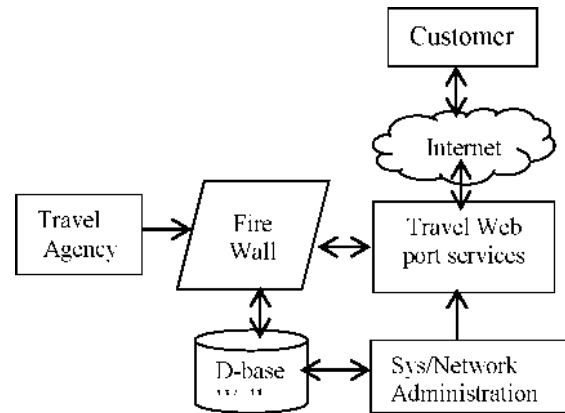 Customer
Internet
Travel
Agency
Fire
Wall
Travel Web
port services
D-base
Sys/Network
Administration